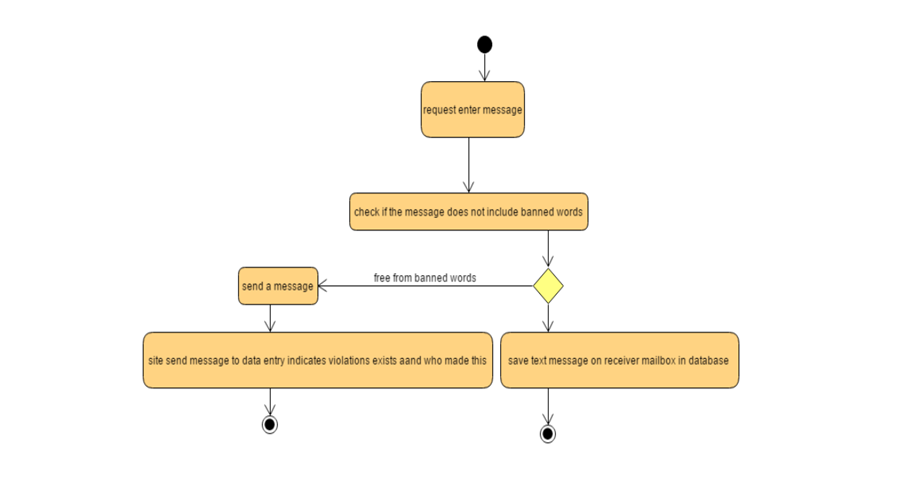 request enter message
check if the message does not include banned words
free from banned words
send a message
site send message to data entry indicates violations exists aand who made this
save text message on receiver mailbox in database